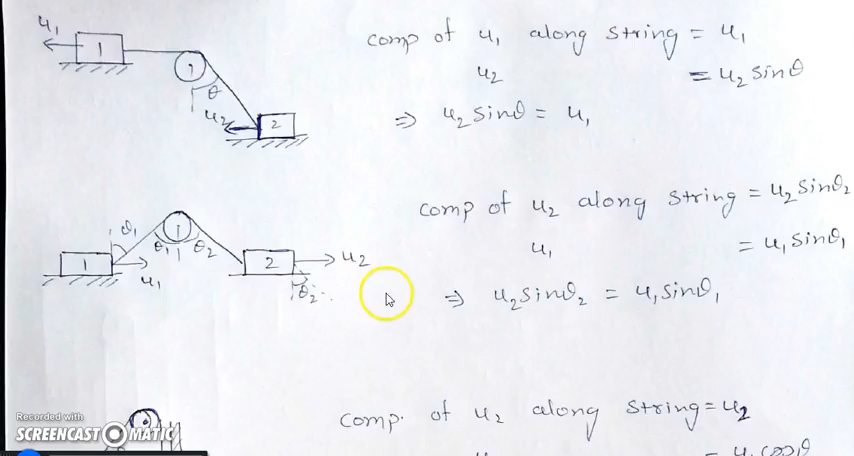 u₁
1
comp of u₁ along string = u₁
u₂ = u₂ sinθ
θ
u₂
2
⇒ u₂ sinθ = u₁
comp of u₂ along string = u₂ sinθ₂
u₁ = u₁ sinθ₁
θ₁
θ₁ θ₂
1
2
u₂
u₁
θ₂
⇒ u₂ sinθ₂ = u₁ sinθ₁
comp. of u₂ along string = u₂
= u₁ cosθ
Recorded with
SCREENCAST MATIC